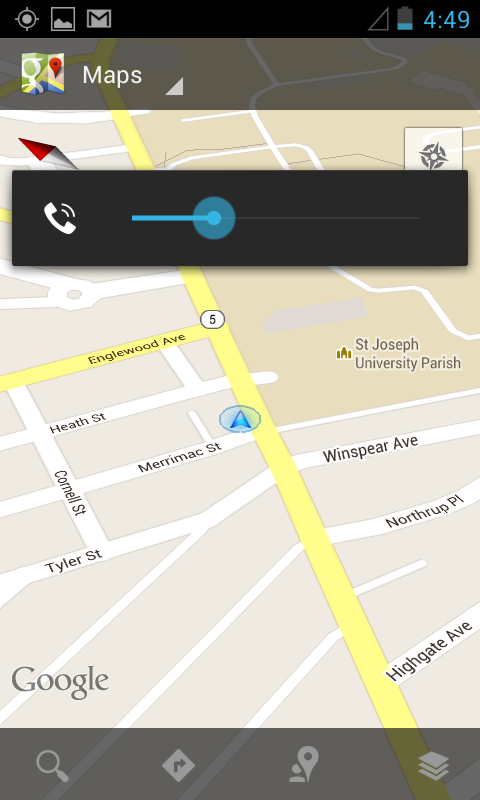 4:49
Maps
5
Englewood Ave
St Joseph
University Parish
Heath St
Merrimac St
Winspear Ave
Cornell St
Northrup Pl
Tyler St
Highgate Ave
Google